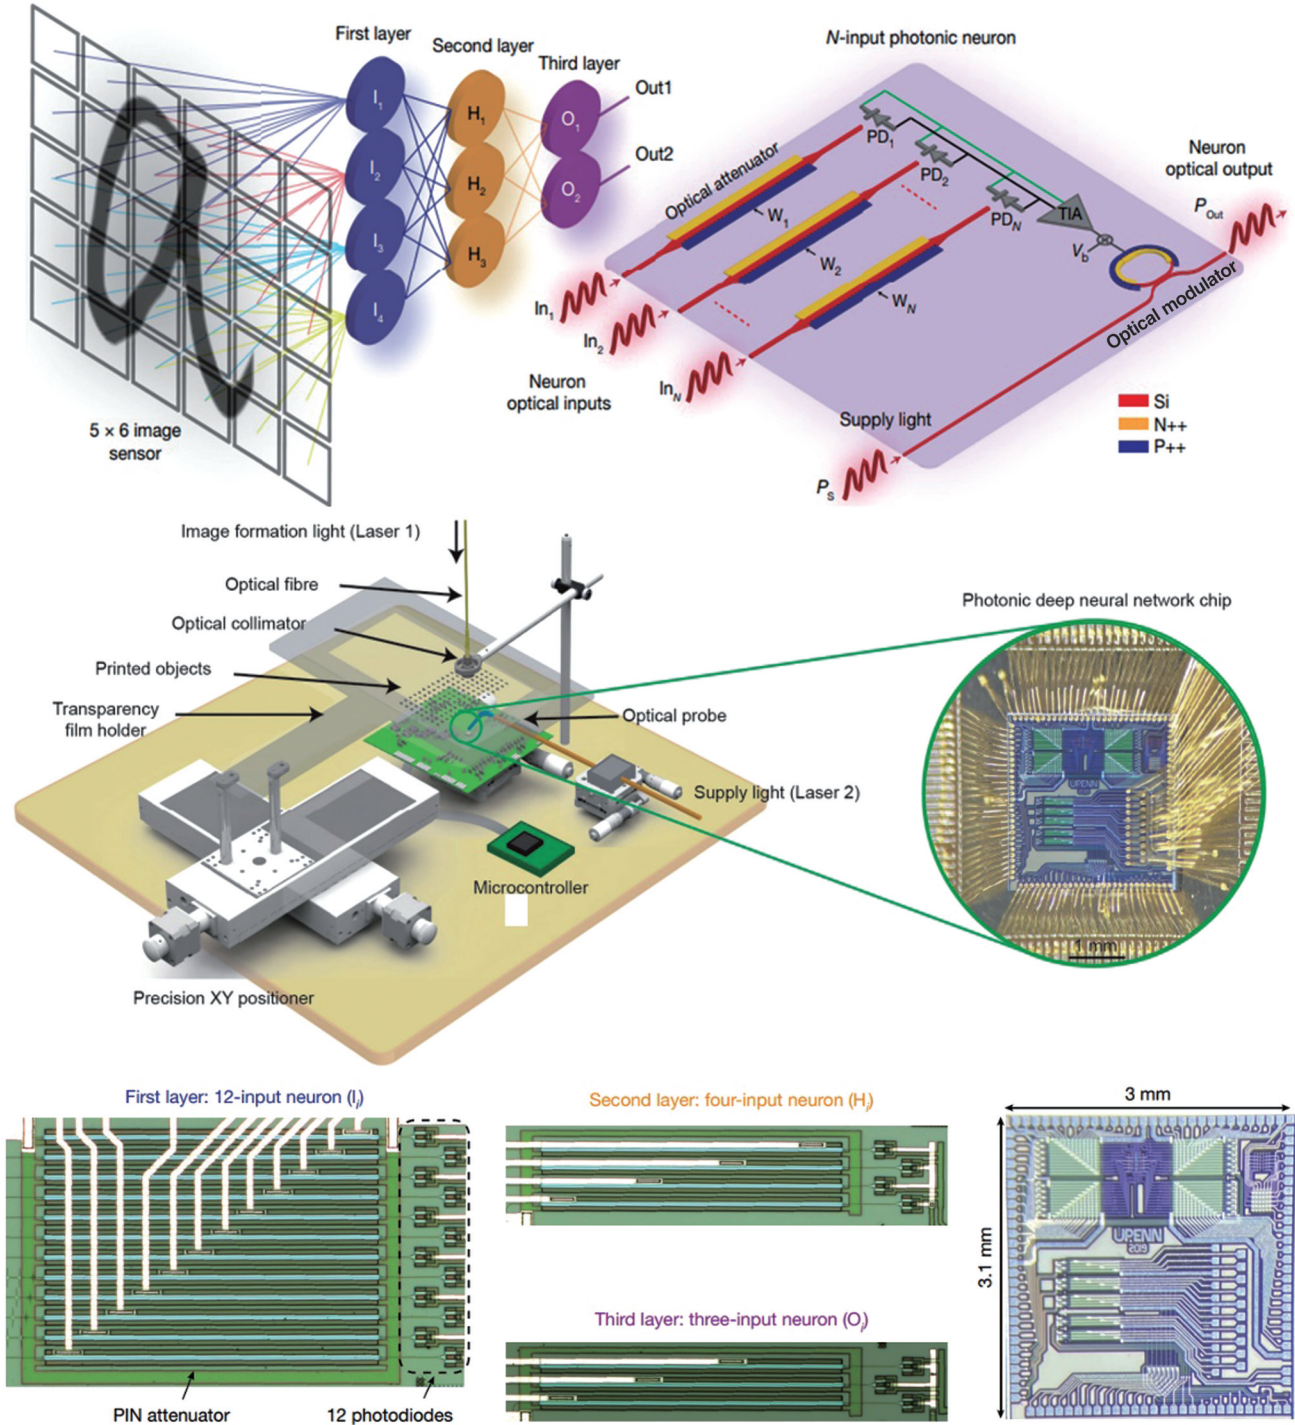 First layer
Second layer
Third layer
I1
I2
I3
I4
H1
H2
H3
O1
O2
Out1
Out2
5 × 6 image
sensor
N-input photonic neuron
Optical attenuator
PD1
PD2
PDN
TIA
Vb
W1
W2
WN
In1
In2
InN
Neuron
optical inputs
Neuron
optical output
POut
Optical modulator
Supply light
PS
Si
N++
P++
Image formation light (Laser 1)
Optical fibre
Optical collimator
Printed objects
Transparency
film holder
Optical probe
Supply light (Laser 2)
Microcontroller
Precision XY positioner
Photonic deep neural network chip
UPENN
1 mm
First layer: 12-input neuron (Ii)
PIN attenuator
12 photodiodes
Second layer: four-input neuron (Hi)
Third layer: three-input neuron (Oi)
3 mm
3.1 mm
UPENN
2019